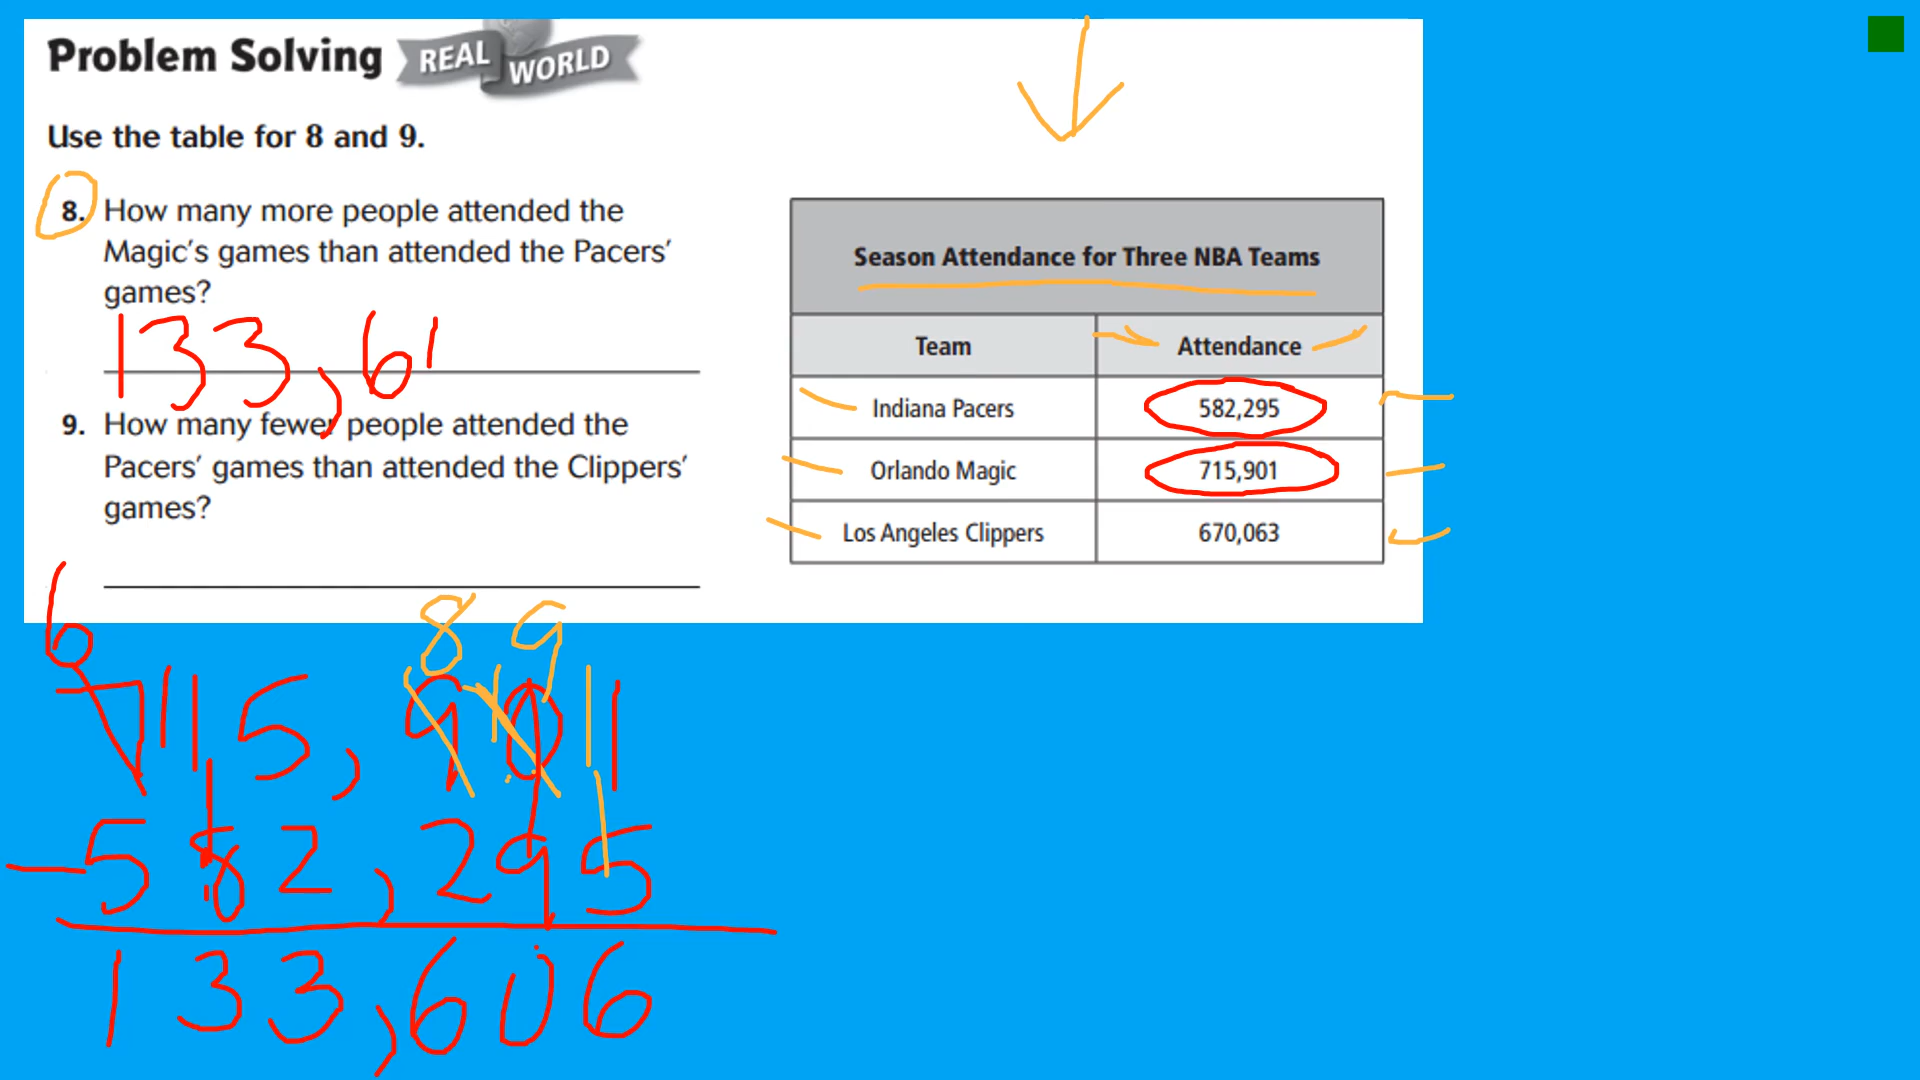 Problem Solving REAL WORLD
Use the table for 8 and 9.
8. How many more people attended the
Magic's games than attended the Pacers'
games?
133,61
9. How many fewer people attended the
Pacers' games than attended the Clippers'
games?
Season Attendance for Three NBA Teams
Team Attendance
Indiana Pacers 582,295
Orlando Magic 715,901
Los Angeles Clippers 670,063
6 8 9
715,901
- 582,295
133,606